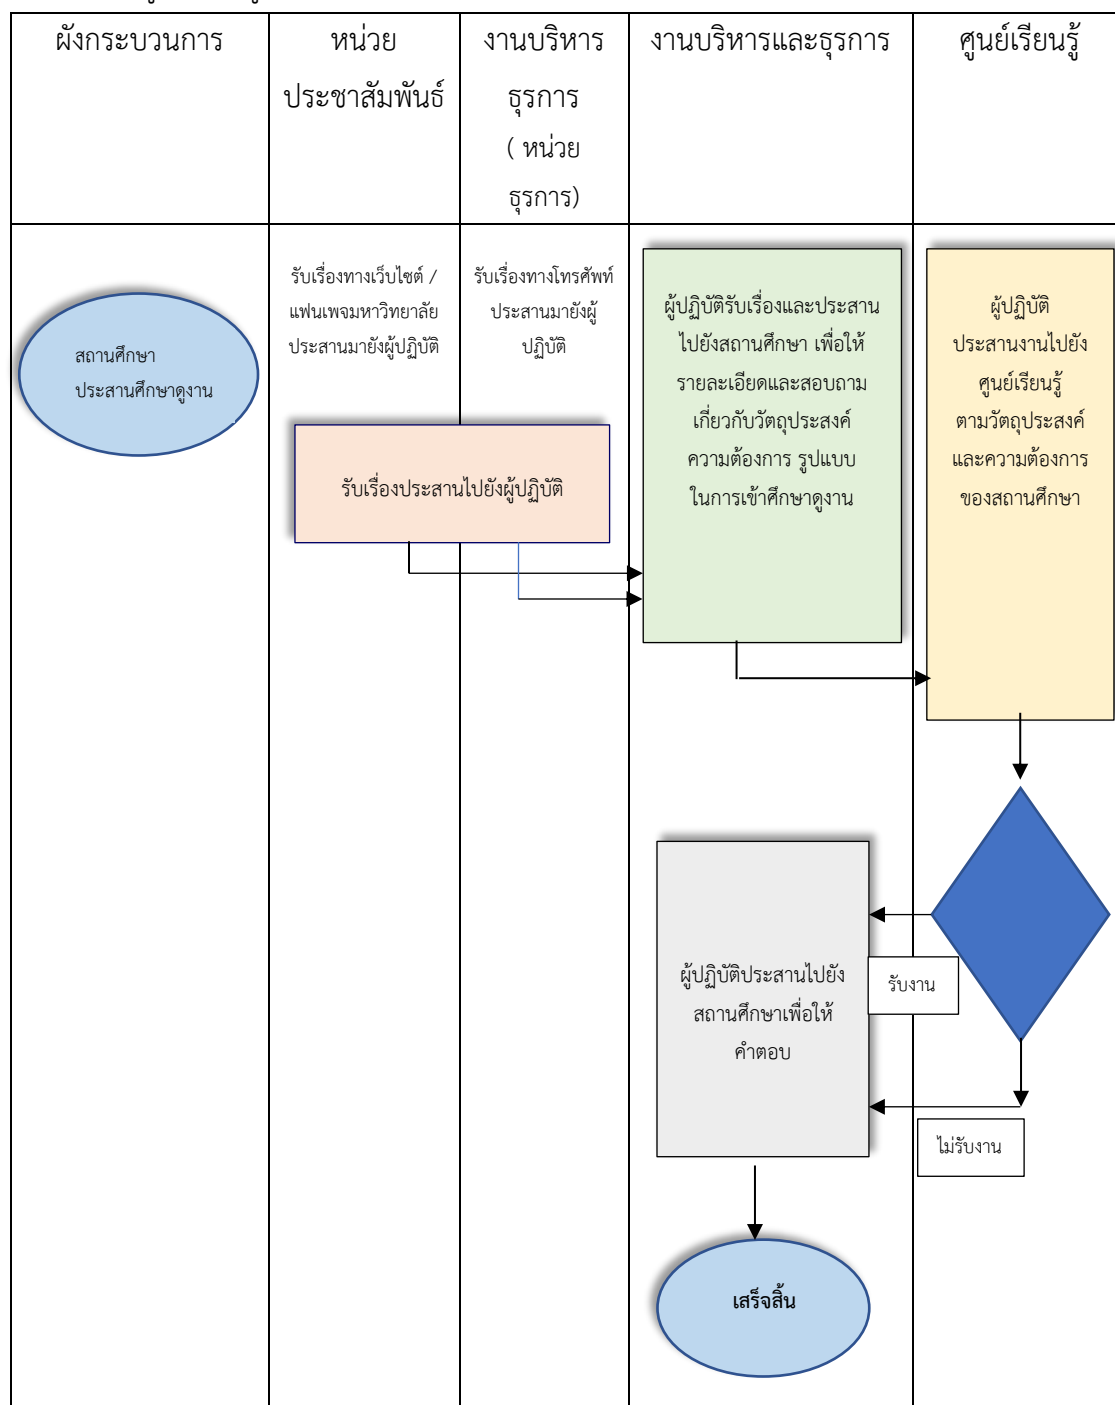 ผังกระบวนการ
หน่วย
ประชาสัมพันธ์
งานบริหาร
ธุรการ
( หน่วย
ธุรการ)
งานบริหารและธุรการ
ศูนย์เรียนรู้
สถานศึกษา
ประสานศึกษาดูงาน
รับเรื่องทางเว็บไซต์ /
แฟนเพจมหาวิทยาลัย
ประสานมายังผู้ปฏิบัติ
รับเรื่องทางโทรศัพท์
ประสานมายังผู้
ปฏิบัติ
รับเรื่องประสานไปยังผู้ปฏิบัติ
ผู้ปฏิบัติรับเรื่องและประสาน
ไปยังสถานศึกษา เพื่อให้
รายละเอียดและสอบถาม
เกี่ยวกับวัตถุประสงค์
ความต้องการ รูปแบบ
ในการเข้าศึกษาดูงาน
ผู้ปฏิบัติ
ประสานงานไปยัง
ศูนย์เรียนรู้
ตามวัตถุประสงค์
และความต้องการ
ของสถานศึกษา
ผู้ปฏิบัติประสานไปยัง
สถานศึกษาเพื่อให้
คำตอบ
รับงาน
ไม่รับงาน
เสร็จสิ้น